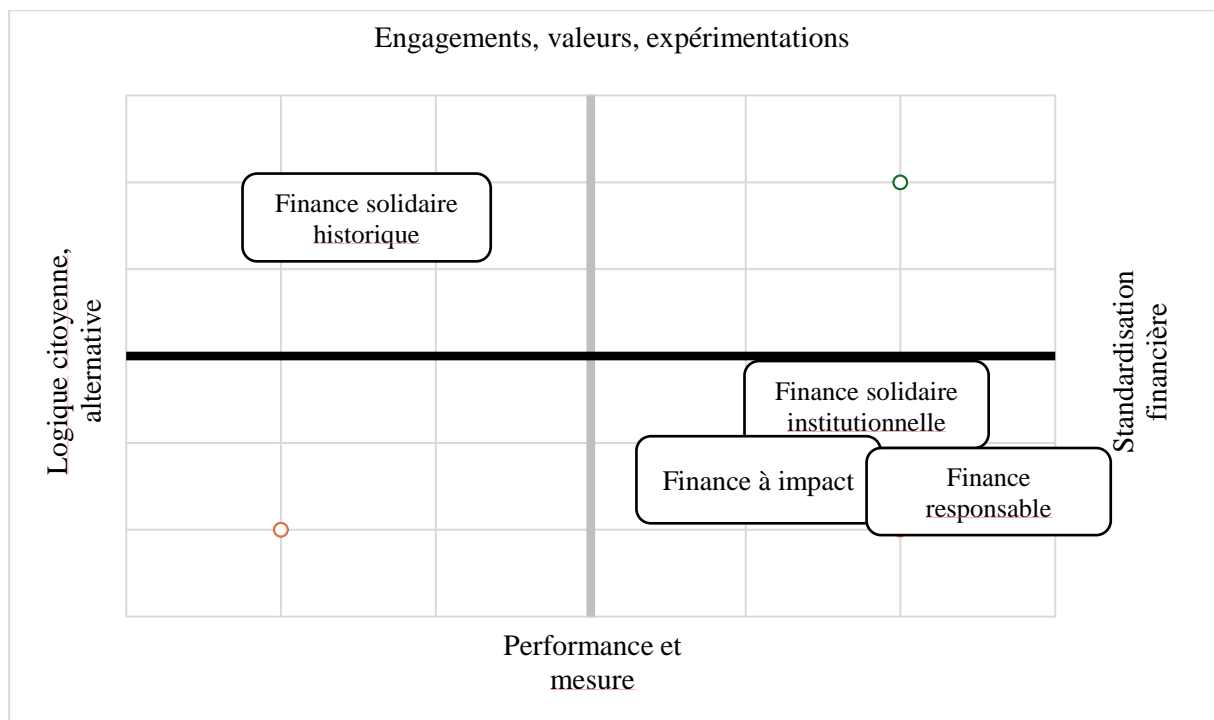 Engagements, valeurs, expérimentations
Finance solidaire
historique
Logique citoyenne,
alternative
Standardisation
financière
Finance solidaire
institutionnelle
Finance à impact
Finance
responsable
Performance et
mesure